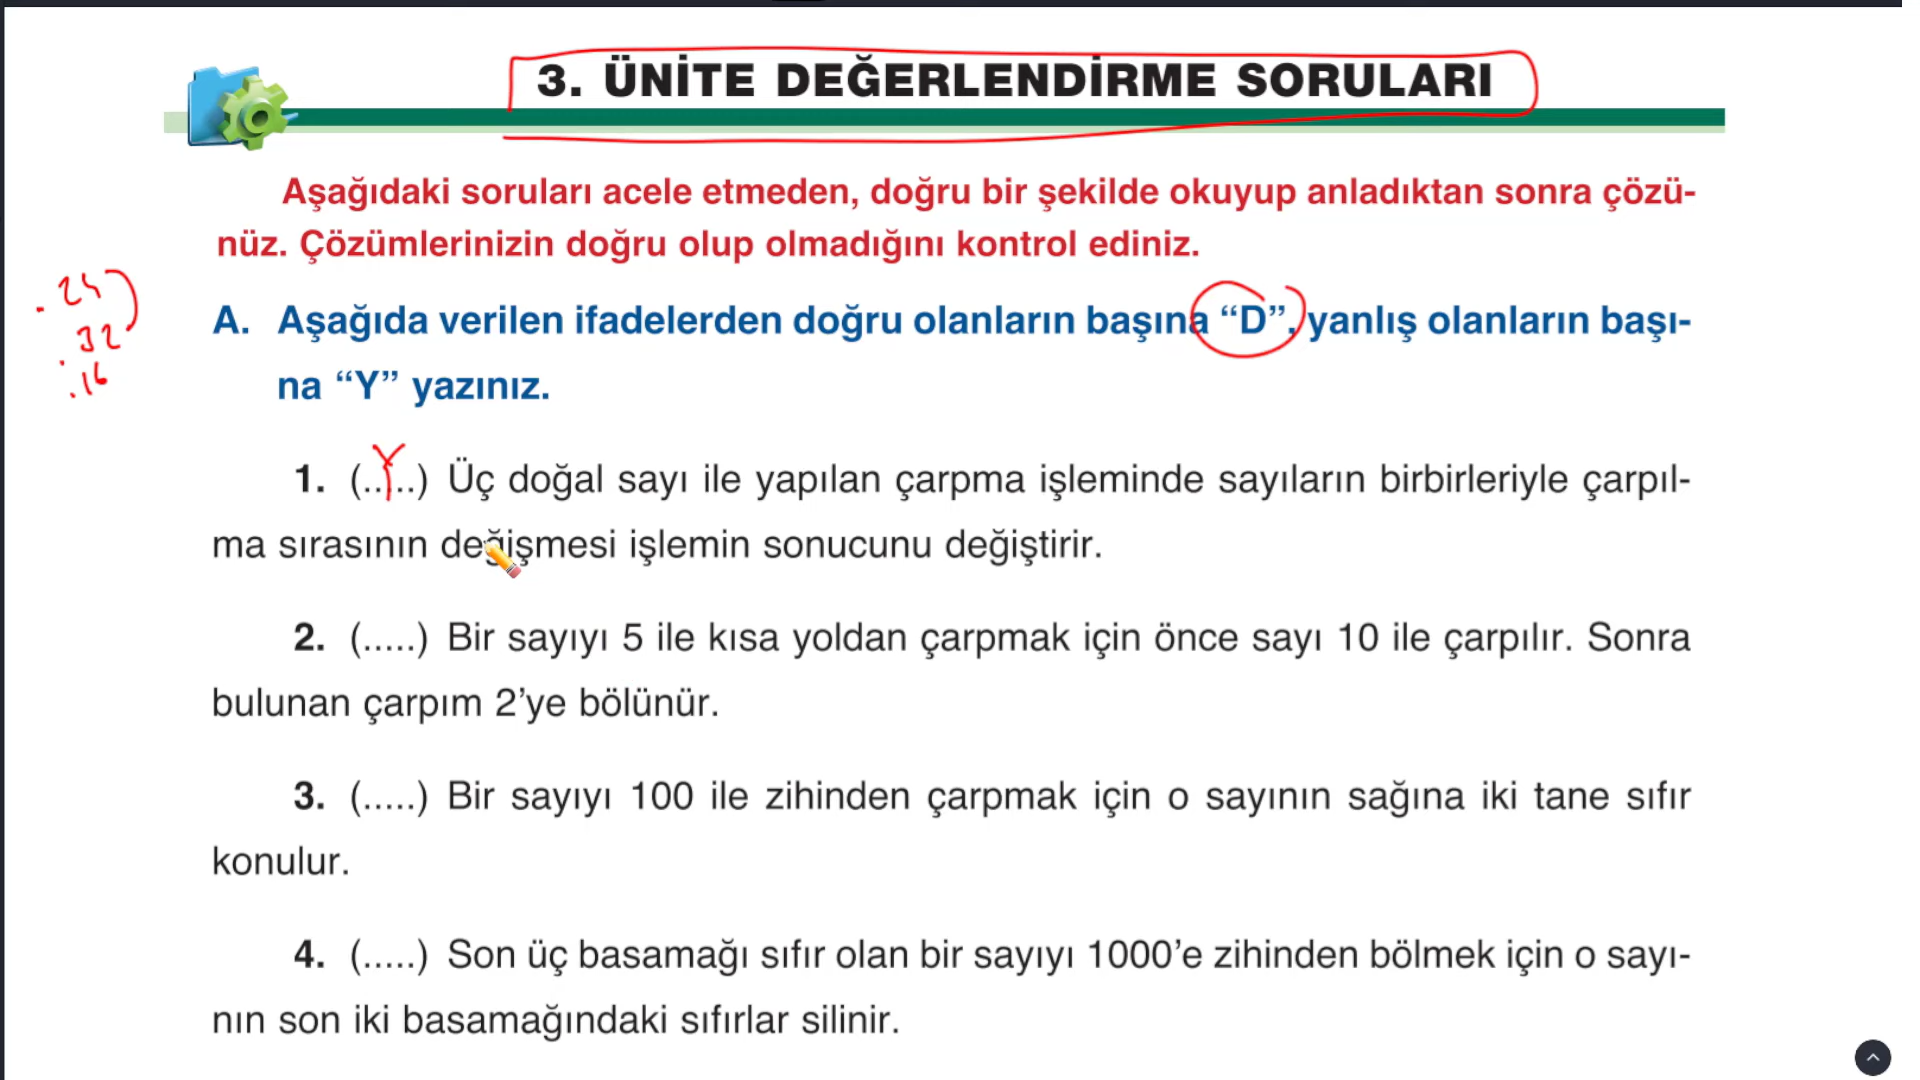 3. ÜNİTE DEĞERLENDİRME SORULARI
Aşağıdaki soruları acele etmeden, doğru bir şekilde okuyup anladıktan sonra çözü-
nüz. Çözümlerinizin doğru olup olmadığını kontrol ediniz.
. 24
32
. 16
A. Aşağıda verilen ifadelerden doğru olanların başına “D”, yanlış olanların başı-
na “Y” yazınız.
1. (..Y..) Üç doğal sayı ile yapılan çarpma işleminde sayıların birbirleriyle çarpıl-
ma sırasının değişmesi işlemin sonucunu değiştirir.
2. (.....) Bir sayıyı 5 ile kısa yoldan çarpmak için önce sayı 10 ile çarpılır. Sonra
bulunan çarpım 2’ye bölünür.
3. (.....) Bir sayıyı 100 ile zihinden çarpmak için o sayının sağına iki tane sıfır
konulur.
4. (.....) Son üç basamağı sıfır olan bir sayıyı 1000’e zihinden bölmek için o sayı-
nın son iki basamağındaki sıfırlar silinir.